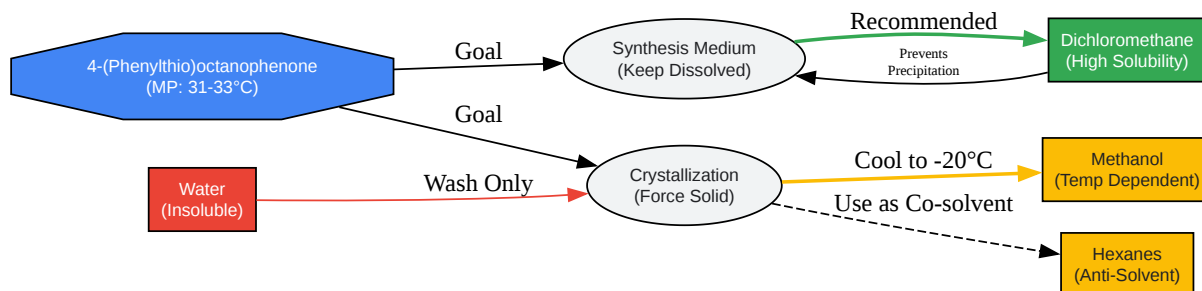 4-(Phenylthio)octanophenone
(MP: 31-33°C)
Goal
Synthesis Medium
(Keep Dissolved)
Recommended
Prevents
Precipitation
Dichloromethane
(High Solubility)
Goal
Water
(Insoluble)
Wash Only
Crystallization
(Force Solid)
Cool to -20°C
Methanol
(Temp Dependent)
Use as Co-solvent
Hexanes
(Anti-Solvent)